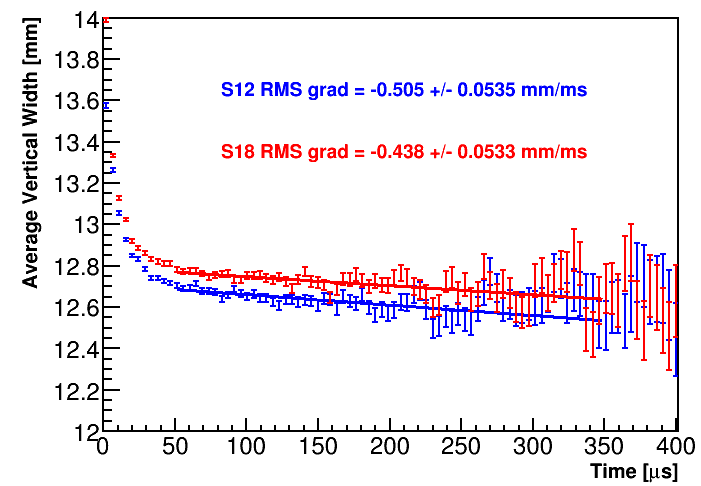 Average Vertical Width [mm]
14
13.8
13.6
13.4
13.2
13
12.8
12.6
12.4
12.2
12
S12 RMS grad = -0.505 +/- 0.0535 mm/ms
S18 RMS grad = -0.438 +/- 0.0533 mm/ms
0 50 100 150 200 250 300 350 400
Time [μs]